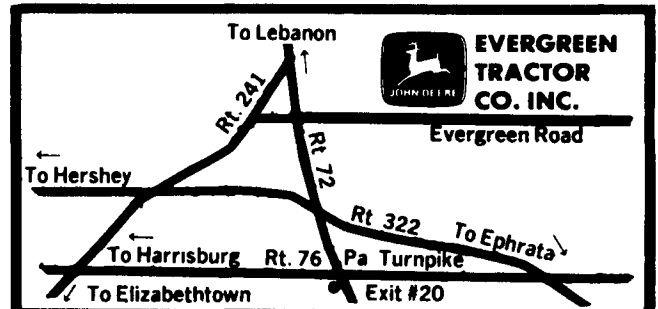 To Lebanon
EVERGREEN
TRACTOR
CO. INC.
JOHN DEERE
Rt. 241
Evergreen Road
Rt 72
To Hershey
Rt 322
To Ephrata
To Harrisburg
Rt. 76 Pa Turnpike
To Elizabethtown
Exit #20